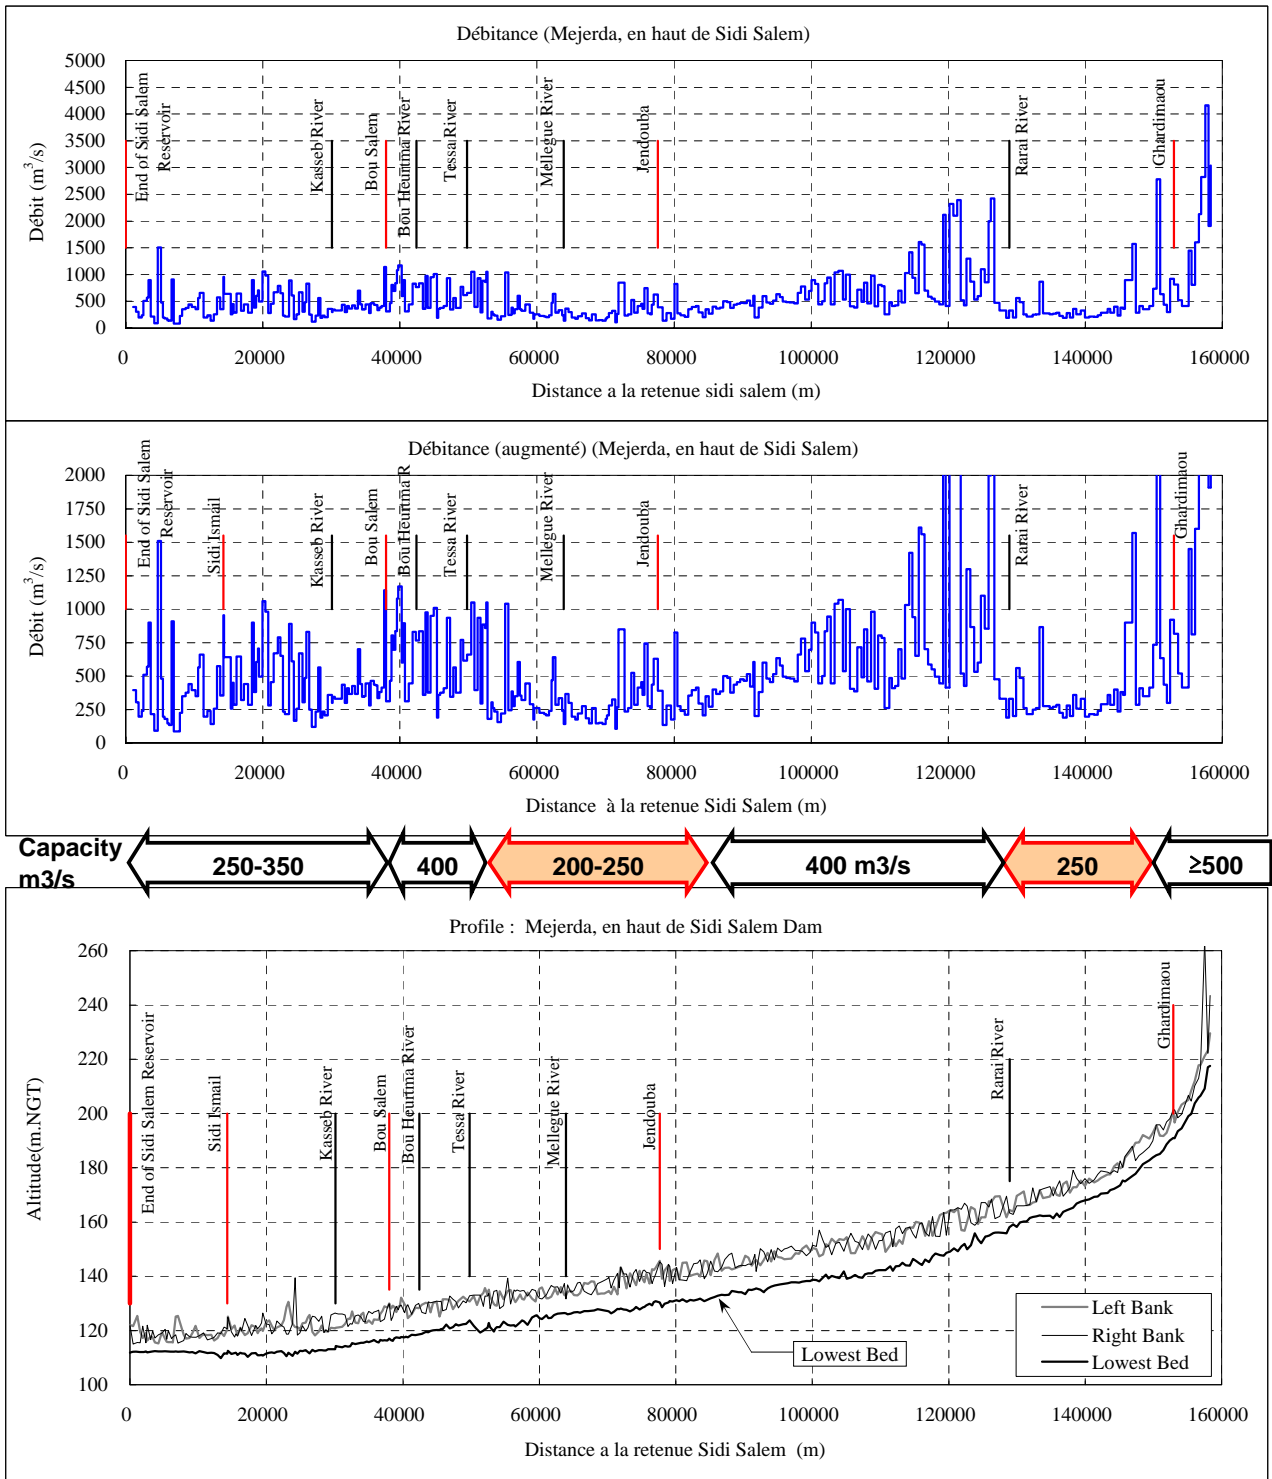 Débitance (Mejerda, en haut de Sidi Salem)
Débit (m³/s)
5000
4500
4000
3500
3000
2500
2000
1500
1000
500
0
End of Sidi Salem
Reservoir
Kasseb River
Bou Salem
Bou Heurtma River
Tessa River
Mellegue River
Jendouba
Rarai River
Ghardimaou
0 20000 40000 60000 80000 100000 120000 140000 160000
Distance a la retenue sidi salem (m)
Débitance (augmenté) (Mejerda, en haut de Sidi Salem)
Débit (m³/s)
2000
1750
1500
1250
1000
750
500
250
0
End of Sidi Salem
Reservoir
Sidi Ismail
Kasseb River
Bou Salem
Bou Heurtma R
Tessa River
Mellegue River
Jendouba
Rarai River
Ghardimaou
0 20000 40000 60000 80000 100000 120000 140000 160000
Distance à la retenue Sidi Salem (m)
Capacity
m3/s
250-350
400
200-250
400 m3/s
250
≥500
Profile : Mejerda, en haut de Sidi Salem Dam
Altitude(m.NGT)
260
240
220
200
180
160
140
120
100
End of Sidi Salem Reservoir
Sidi Ismail
Kasseb River
Bou Salem
Bou Heurtma River
Tessa River
Mellegue River
Jendouba
Rarai River
Ghardimaou
Lowest Bed
Left Bank
Right Bank
Lowest Bed
0 20000 40000 60000 80000 100000 120000 140000 160000
Distance a la retenue Sidi Salem (m)